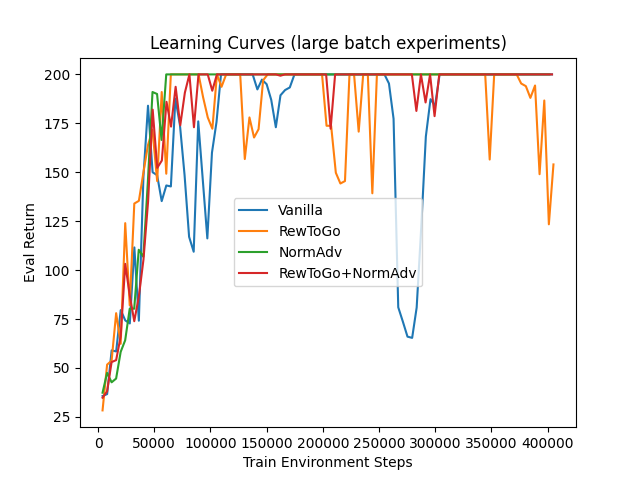 Learning Curves (large batch experiments)
200
175
150
125
100
75
50
25
Eval Return
Vanilla
RewToGo
NormAdv
RewToGo+NormAdv
0 50000 100000 150000 200000 250000 300000 350000 400000
Train Environment Steps